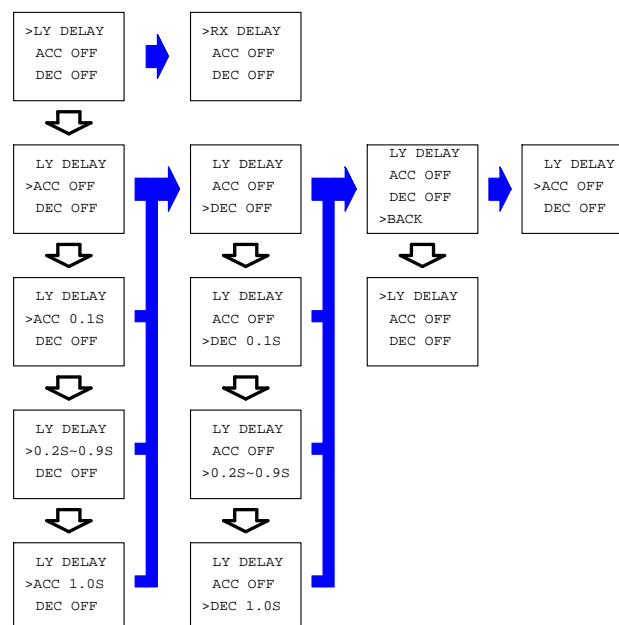 >LY DELAY
ACC OFF
DEC OFF
>RX DELAY
ACC OFF
DEC OFF
LY DELAY
>ACC OFF
DEC OFF
LY DELAY
ACC OFF
>DEC OFF
LY DELAY
ACC OFF
DEC OFF
>BACK
LY DELAY
>ACC OFF
DEC OFF
LY DELAY
>ACC 0.1S
DEC OFF
LY DELAY
ACC OFF
>DEC 0.1S
>LY DELAY
ACC OFF
DEC OFF
LY DELAY
>0.2S~0.9S
DEC OFF
LY DELAY
ACC OFF
>0.2S~0.9S
LY DELAY
>ACC 1.0S
DEC OFF
LY DELAY
ACC OFF
>DEC 1.0S